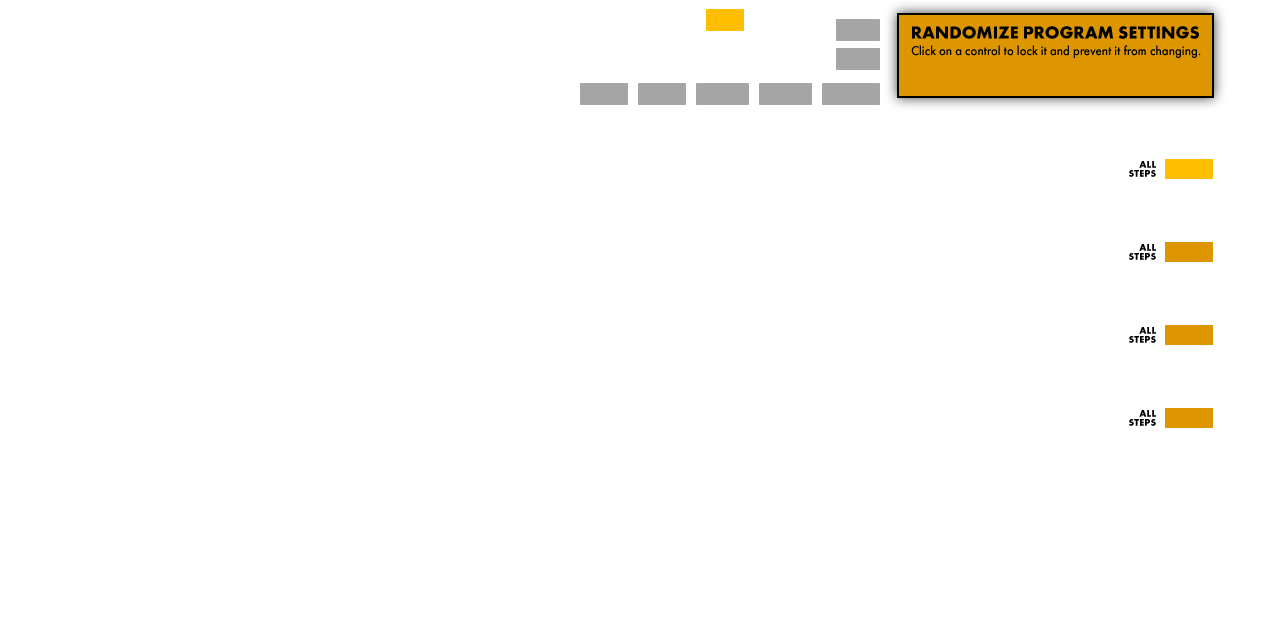 RANDOMIZE PROGRAM SETTINGS
Click on a control to lock it and prevent it from changing.
ALL
STEPS
ALL
STEPS
ALL
STEPS
ALL
STEPS